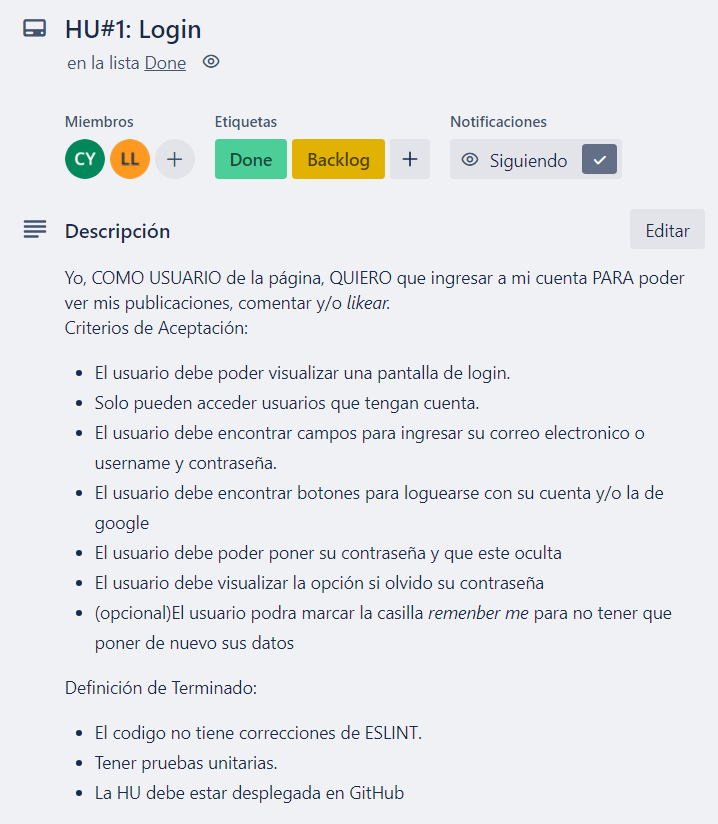 HU#1: Login
en la lista Done
Miembros
Etiquetas
Notificaciones
CY
LL
+
Done
Backlog
+
Siguiendo
Descripción
Editar
Yo, COMO USUARIO de la página, QUIERO que ingresar a mi cuenta PARA poder
ver mis publicaciones, comentar y/o likear.
Criterios de Aceptación:
• El usuario debe poder visualizar una pantalla de login.
• Solo pueden acceder usuarios que tengan cuenta.
• El usuario debe encontrar campos para ingresar su correo electronico o
username y contraseña.
• El usuario debe encontrar botones para loguearse con su cuenta y/o la de
google
• El usuario debe poder poner su contraseña y que este oculta
• El usuario debe visualizar la opción si olvido su contraseña
• (opcional)El usuario podra marcar la casilla remenber me para no tener que
poner de nuevo sus datos
Definición de Terminado:
• El codigo no tiene correcciones de ESLINT.
• Tener pruebas unitarias.
• La HU debe estar desplegada en GitHub